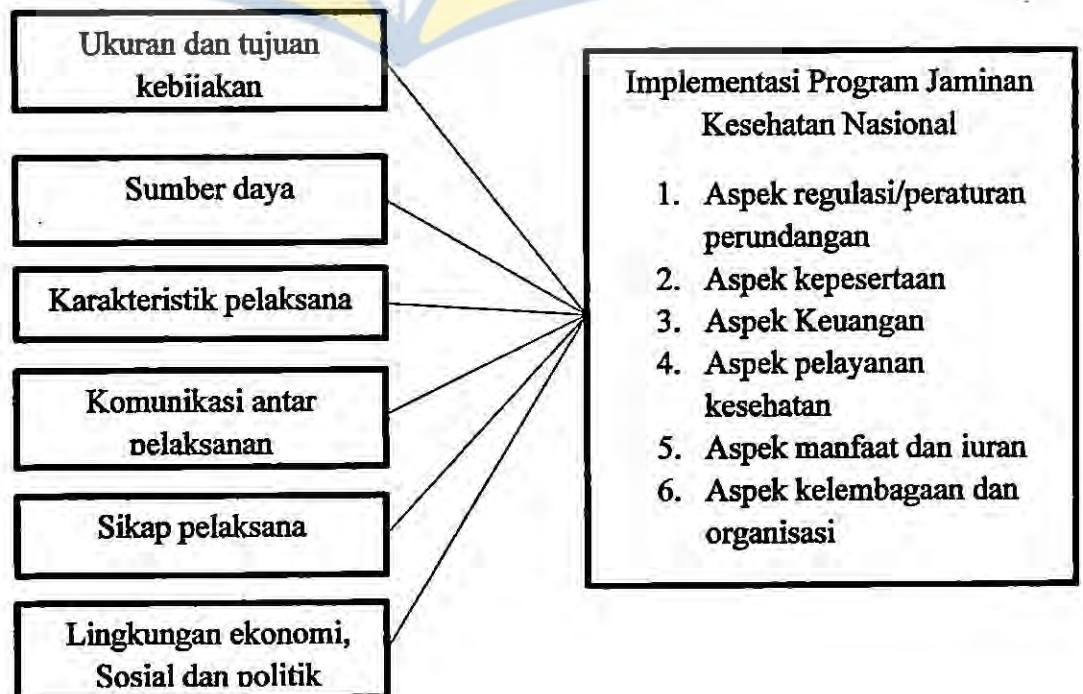 Ukuran dan tujuan
kebijakan
Sumber daya
Karakteristik pelaksana
Komunikasi antar
pelaksanan
Sikap pelaksana
Lingkungan ekonomi,
Sosial dan politik
Implementasi Program Jaminan
Kesehatan Nasional
1. Aspek regulasi/peraturan
perundangan
2. Aspek kepesertaan
3. Aspek Keuangan
4. Aspek pelayanan
kesehatan
5. Aspek manfaat dan iuran
6. Aspek kelembagaan dan
organisasi